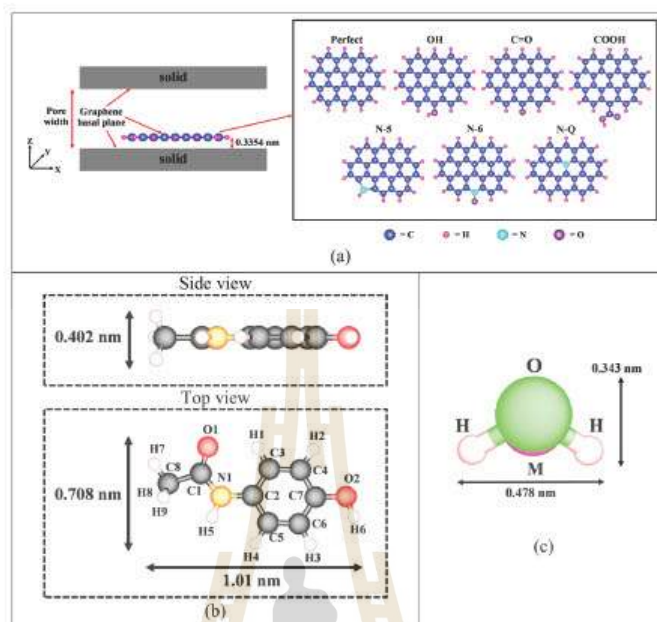 Perfect OH C=O COOH
solid
Pore width
Graphene basal plane
0.3354 nm
Z
Y
X
solid
N-5 N-6 N-Q
= C = H = N = O
(a)
Side view
0.402 nm
Top view
0.708 nm
O1 H1 H2
H7 C8 C3 C4
H8 C1 N1 C2 C7 O2
H9 H5 C5 C6 H6
H4 H3
1.01 nm
(b)
O
0.343 nm
H H
M
0.478 nm
(c)